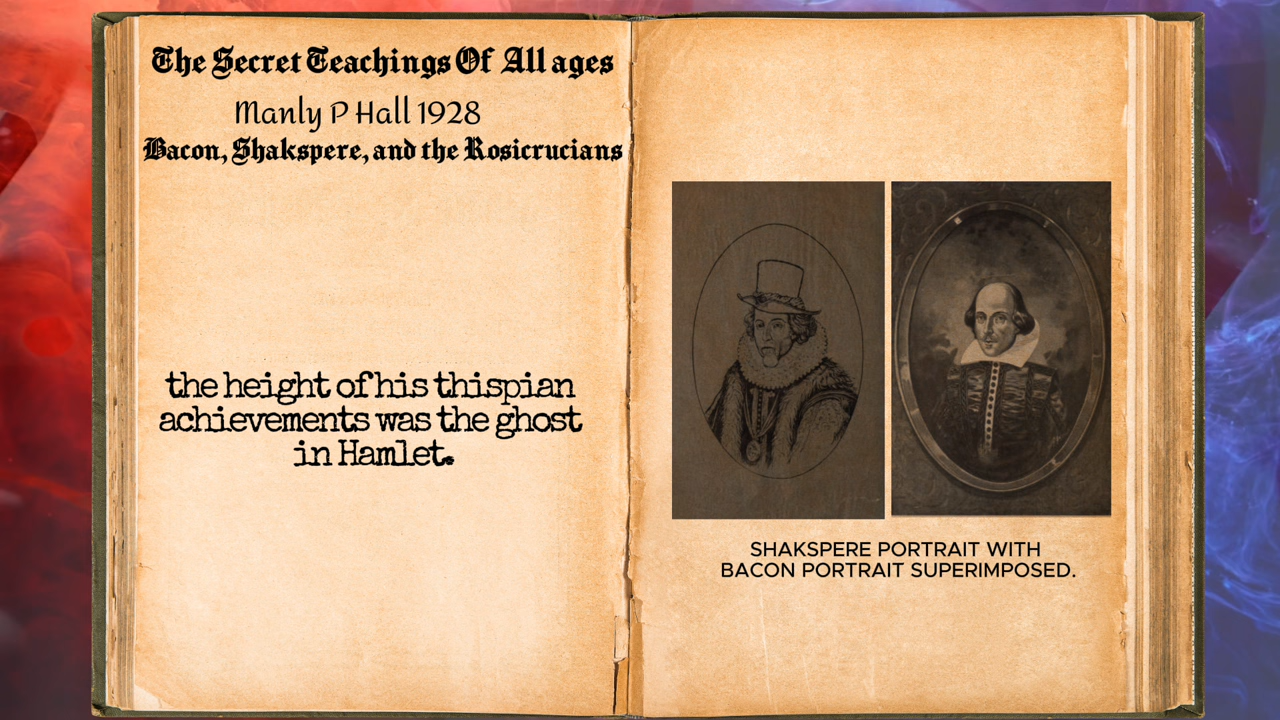 The Secret Teachings Of All ages
Manly P Hall 1928
Bacon, Shakspere, and the Rosicrucians
the height of his thispian
achievements was the ghost
in Hamlet.
SHAKSPERE PORTRAIT WITH
BACON PORTRAIT SUPERIMPOSED.